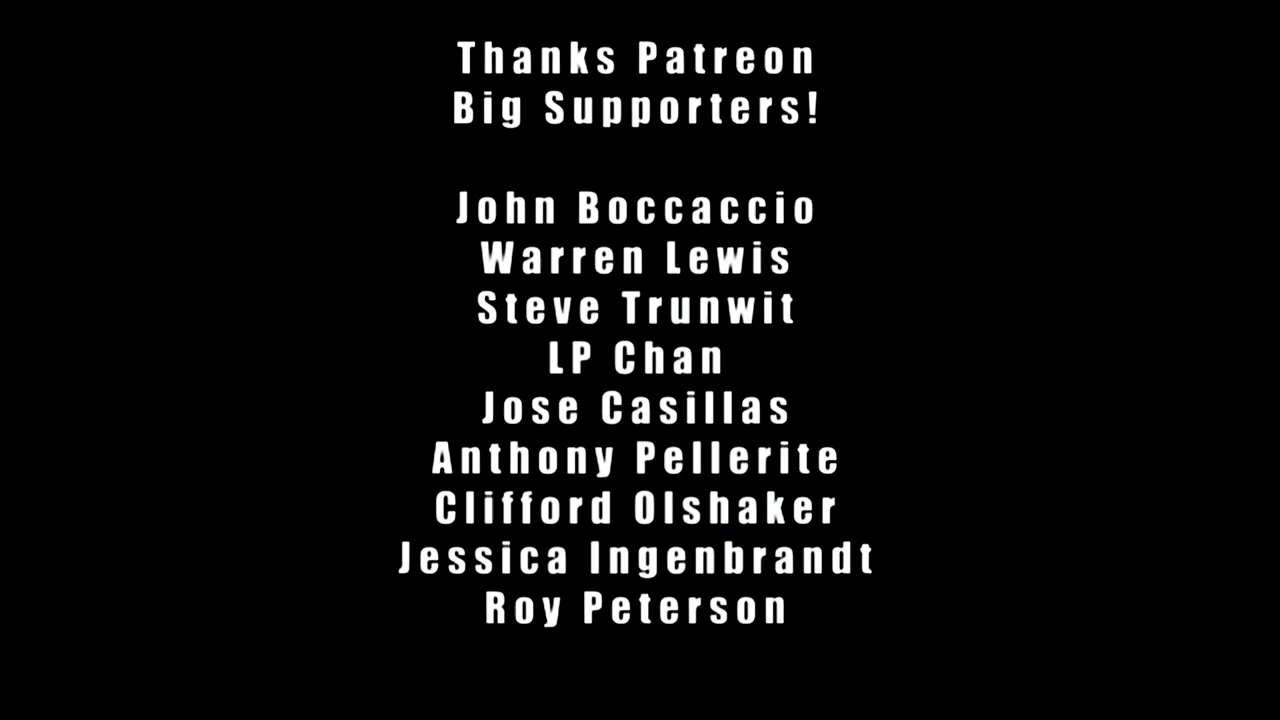 Thanks Patreon
Big Supporters!
John Boccaccio
Warren Lewis
Steve Trunwit
LP Chan
Jose Casillas
Anthony Pellerite
Clifford Olshaker
Jessica Ingenbrandt
Roy Peterson